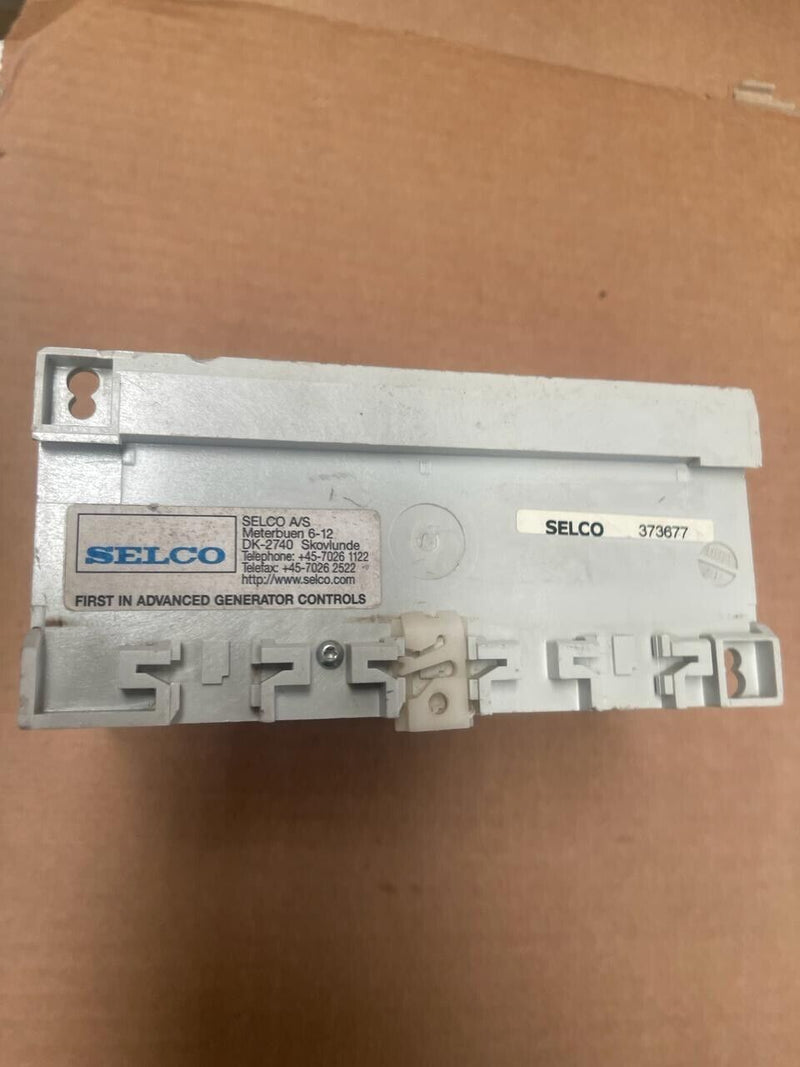 SELCO
SELCO A/S
Meterbuen 6-12
DK-2740 Skovlunde
Telephone: +45-7026 1122
Telefax: +45-7026 2522
http://www.selco.com
FIRST IN ADVANCED GENERATOR CONTROLS
SELCO 373677